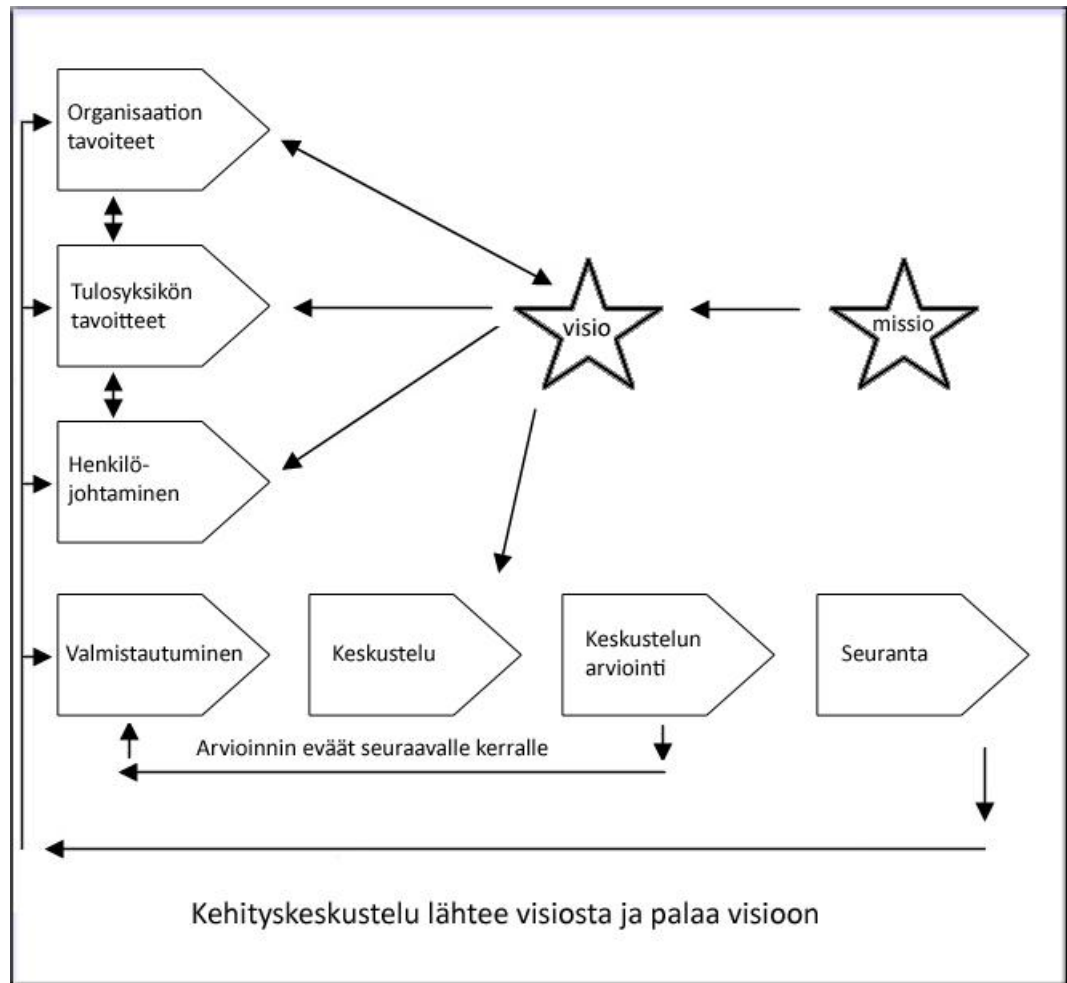 Organisaation
tavoiteet
Tulosyksikön
tavoitteet
visio
missio
Henkilö-
johtaminen
Valmistautuminen
Keskustelu
Keskustelun
arviointi
Seuranta
Arvioinnin eväät seuraavalle kerralle
Kehityskeskustelu lähtee visiosta ja palaa visioon